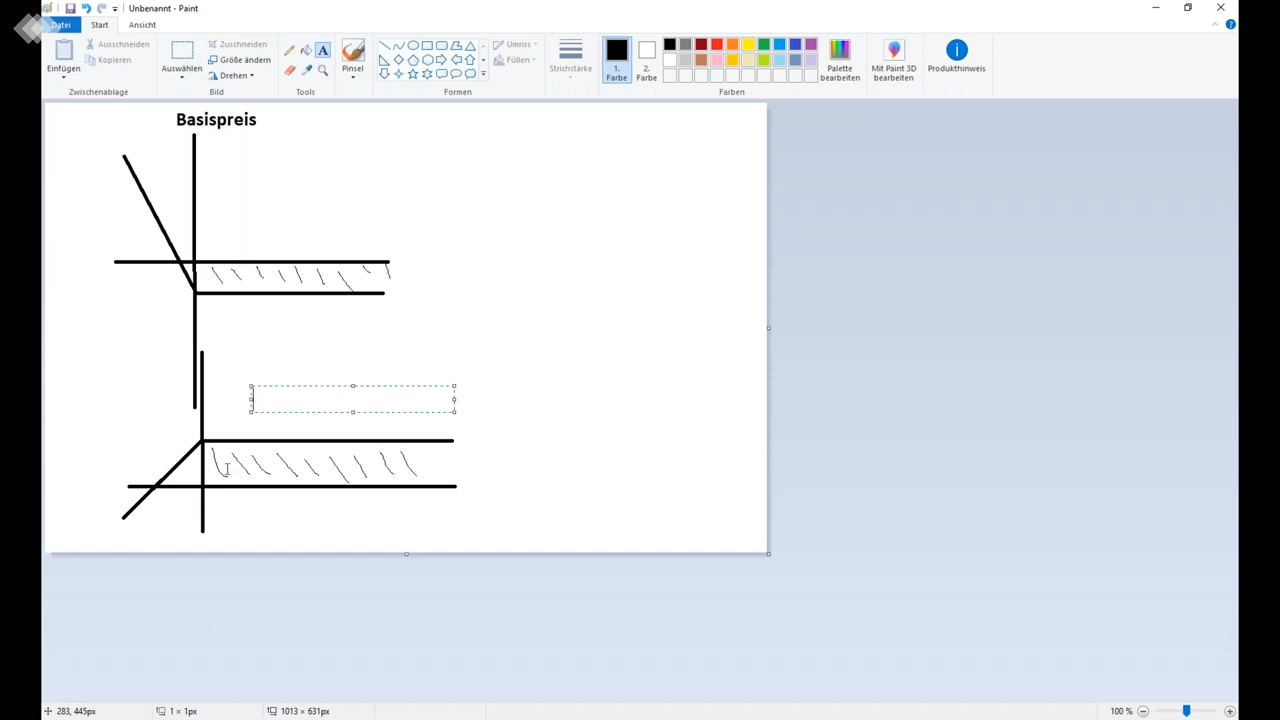 Unbenannt - Paint
Datei Start Ansicht
Einfügen
Ausschneiden
Kopieren
Zwischenablage
Auswählen
Zuschneiden
Größe ändern
Drehen
Bild
A
Tools
Pinsel
Umriss
Füllen
Formen
Strichstärke
1. Farbe
2. Farbe
Palette bearbeiten
Farben
Mit Paint 3D bearbeiten
Produkthinweis
Basispreis
283, 445px
1 × 1px
1013 × 631px
100 %